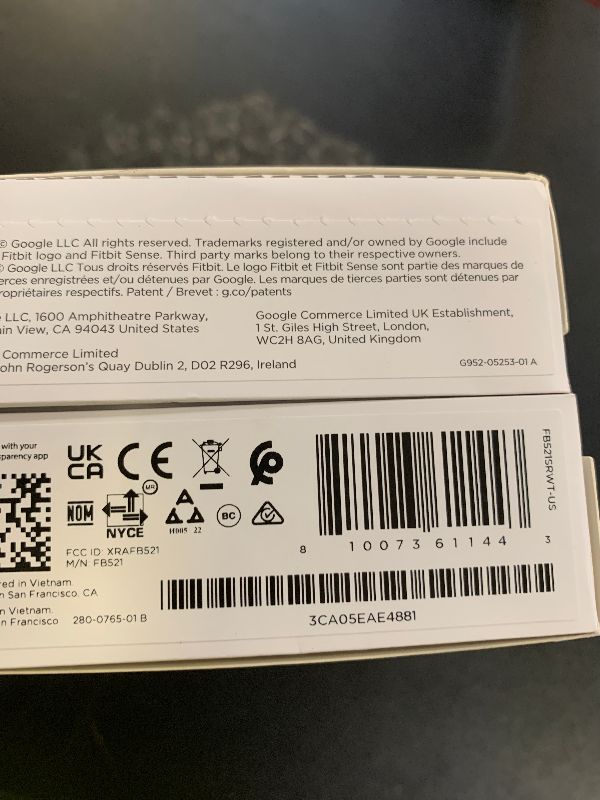 © Google LLC All rights reserved. Trademarks registered and/or owned by Google include
Fitbit logo and Fitbit Sense. Third party marks belong to their respective owners.
© Google LLC Tous droits réservés Fitbit. Le logo Fitbit et Fitbit Sense sont partie des marques de
erces enregistrées et/ou détenues par Google. Les marques de tierces parties sont détenues par
opriétaires respectifs. Patent / Brevet : g.co/patents
LLC, 1600 Amphitheatre Parkway,
in View, CA 94043 United States
Google Commerce Limited UK Establishment,
1 St. Giles High Street, London,
WC2H 8AG, United Kingdom
Commerce Limited
ohn Rogerson's Quay Dublin 2, D02 R296, Ireland
G952-05253-01 A
with your
sparency app
UK
CA
CE
NOM
NYCE
BC
FCC ID: XRAFB521
M/N FB521
red in Vietnam.
n San Francisco, CA
n Vietnam.
n San Francisco
280-0765-01 B
8 10073 61144 3
FB521SRWT-US
3CA05EAE4881